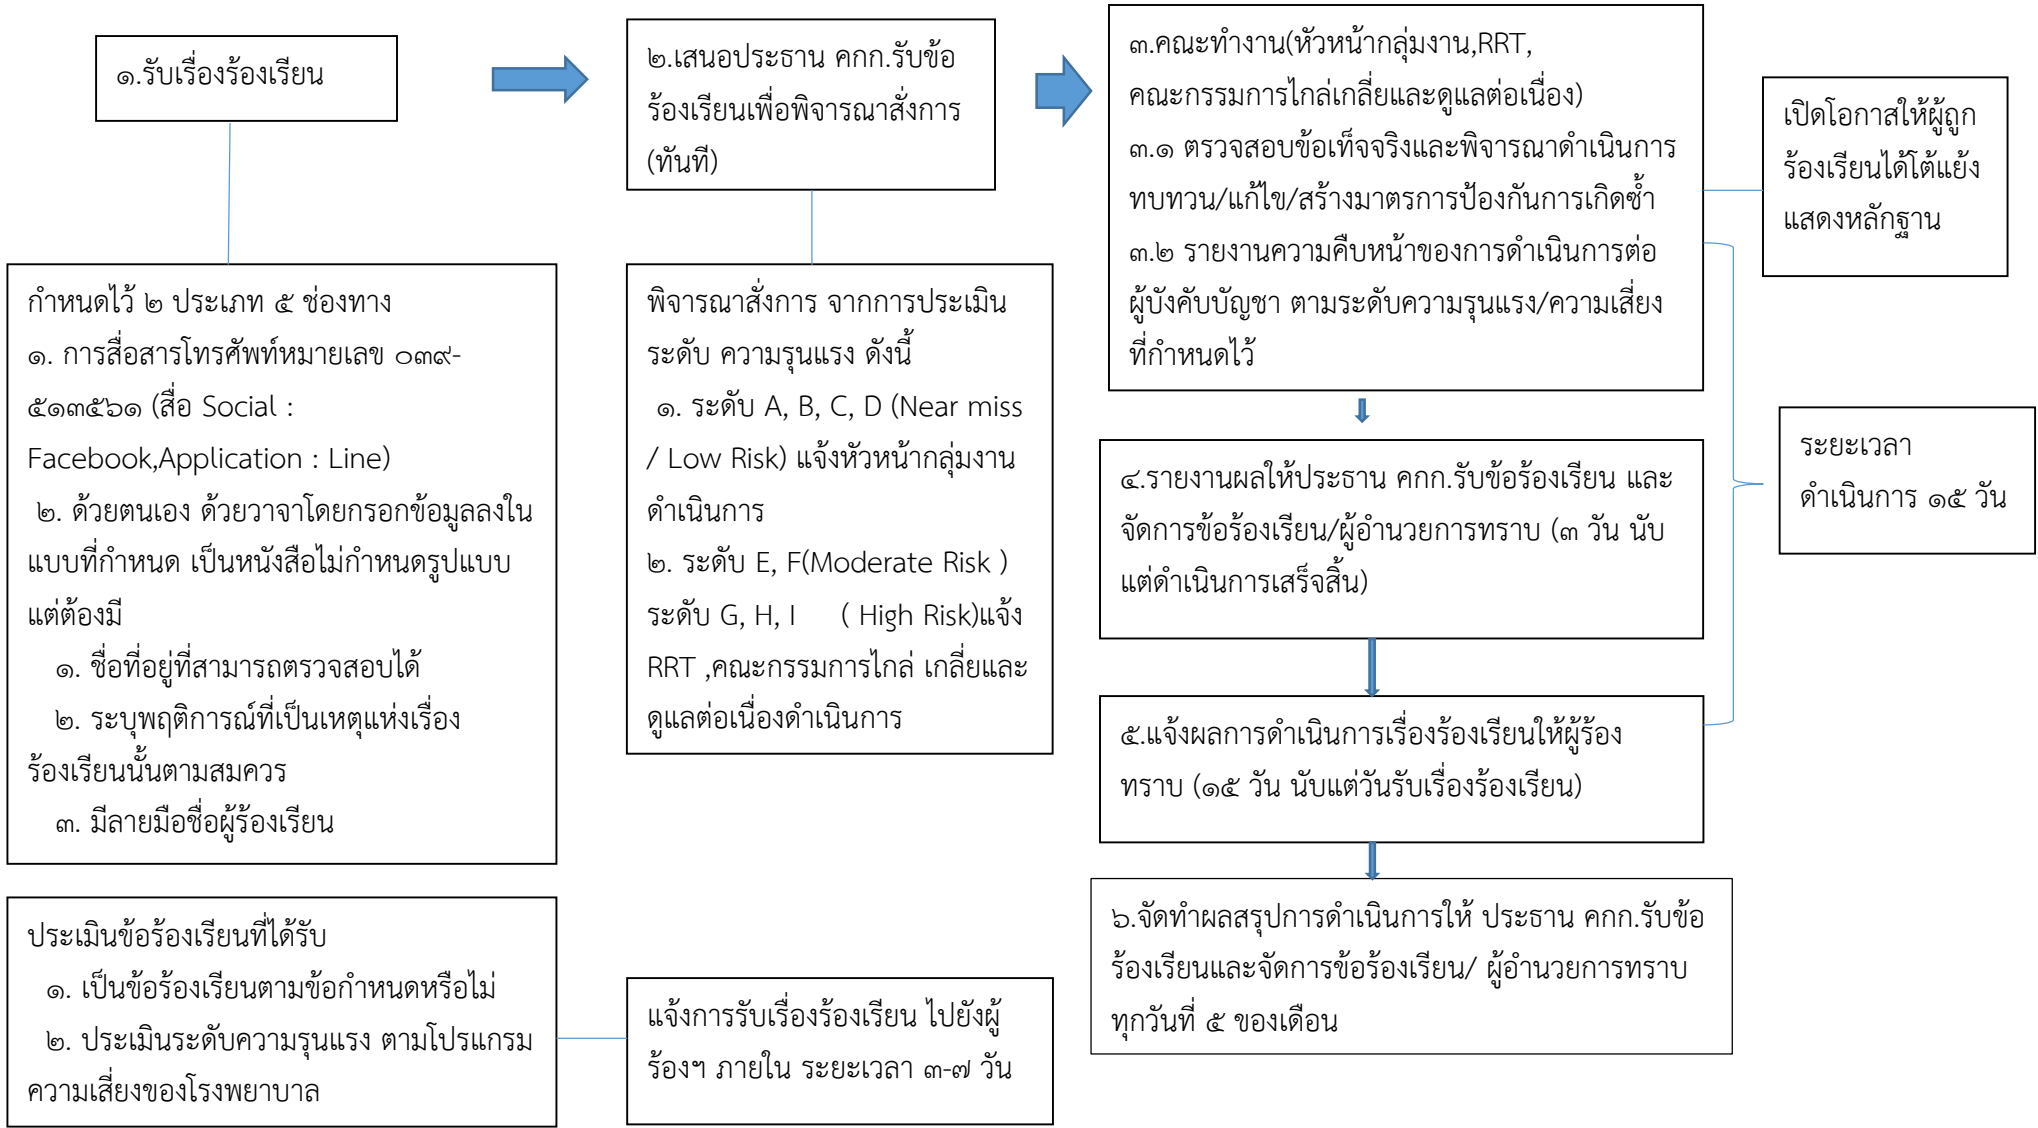 ๑.รับเรื่องร้องเรียน
๒.เสนอประธาน คกก.รับข้อ
ร้องเรียนเพื่อพิจารณาสั่งการ
(ทันที)
๓.คณะทำงาน(หัวหน้ากลุ่มงาน,RRT,
คณะกรรมการไกล่เกลี่ยและดูแลต่อเนื่อง)
๓.๑ ตรวจสอบข้อเท็จจริงและพิจารณาดำเนินการ
ทบทวน/แก้ไข/สร้างมาตรการป้องกันการเกิดซ้ำ
๓.๒ รายงานความคืบหน้าของการดำเนินการต่อ
ผู้บังคับบัญชา ตามระดับความรุนแรง/ความเสี่ยง
ที่กำหนดไว้
เปิดโอกาสให้ผู้ถูก
ร้องเรียนได้โต้แย้ง
แสดงหลักฐาน
กำหนดไว้ ๒ ประเภท ๕ ช่องทาง
๑. การสื่อสารโทรศัพท์หมายเลข ๐๓๙-
๕๑๓๕๖๑ (สื่อ Social :
Facebook,Application : Line)
๒. ด้วยตนเอง ด้วยวาจาโดยกรอกข้อมูลลงใน
แบบที่กำหนด เป็นหนังสือไม่กำหนดรูปแบบ
แต่ต้องมี
๑. ชื่อที่อยู่ที่สามารถตรวจสอบได้
๒. ระบุพฤติการณ์ที่เป็นเหตุแห่งเรื่อง
ร้องเรียนนั้นตามสมควร
๓. มีลายมือชื่อผู้ร้องเรียน
พิจารณาสั่งการ จากการประเมิน
ระดับ ความรุนแรง ดังนี้
๑. ระดับ A, B, C, D (Near miss
/ Low Risk) แจ้งหัวหน้ากลุ่มงาน
ดำเนินการ
๒. ระดับ E, F(Moderate Risk )
ระดับ G, H, I ( High Risk)แจ้ง
RRT ,คณะกรรมการไกล่ เกลี่ยและ
ดูแลต่อเนื่องดำเนินการ
๔.รายงานผลให้ประธาน คกก.รับข้อร้องเรียน และ
จัดการข้อร้องเรียน/ผู้อำนวยการทราบ (๓ วัน นับ
แต่ดำเนินการเสร็จสิ้น)
ระยะเวลา
ดำเนินการ ๑๕ วัน
๕.แจ้งผลการดำเนินการเรื่องร้องเรียนให้ผู้ร้อง
ทราบ (๑๕ วัน นับแต่วันรับเรื่องร้องเรียน)
๖.จัดทำผลสรุปการดำเนินการให้ ประธาน คกก.รับข้อ
ร้องเรียนและจัดการข้อร้องเรียน/ ผู้อำนวยการทราบ
ทุกวันที่ ๕ ของเดือน
ประเมินข้อร้องเรียนที่ได้รับ
๑. เป็นข้อร้องเรียนตามข้อกำหนดหรือไม่
๒. ประเมินระดับความรุนแรง ตามโปรแกรม
ความเสี่ยงของโรงพยาบาล
แจ้งการรับเรื่องร้องเรียน ไปยังผู้
ร้องฯ ภายใน ระยะเวลา ๓-๗ วัน